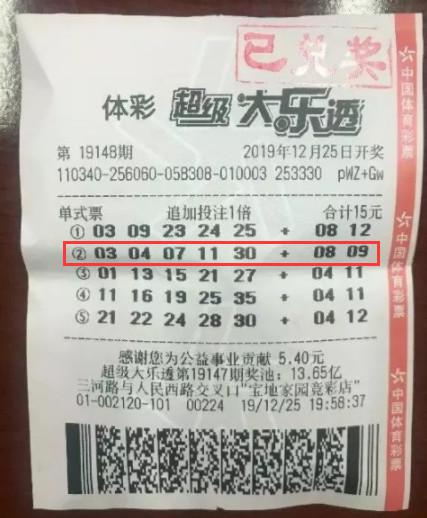 已兑奖
体彩 超级大乐透
第 19148期 2019年12月25日开奖
110340-256060-058308-010003 253330 pWZ+Gw
单式票 追加投注1倍 合计15元
① 03 09 23 24 25 + 08 12
② 03 04 07 11 30 + 08 09
③ 01 13 15 21 27 + 04 11
④ 11 16 19 25 35 + 04 11
⑤ 21 22 24 28 30 + 04 12
感谢您为公益事业贡献 5.40元
超级大乐透第19147期奖池: 13.65亿
三河路与人民西路交叉口"宝地家园竞彩店"
01-002120-101 00224 19/12/25 19:58:37
中国体育彩票
中国体育彩票
中国体育彩票